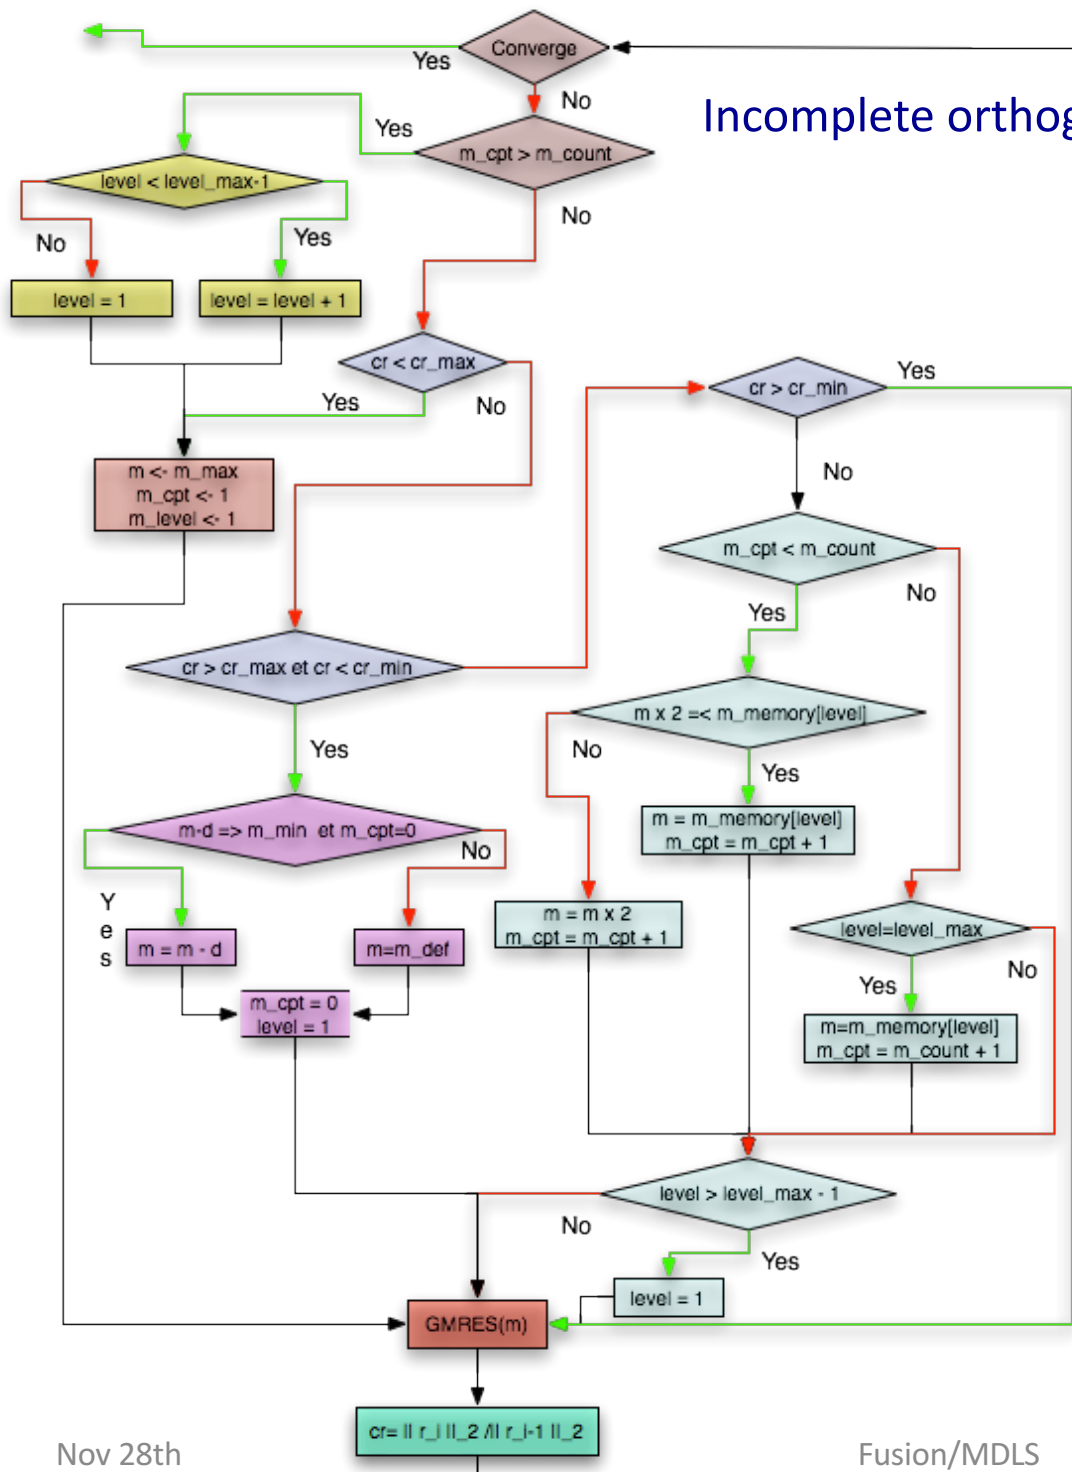 Converge
Yes
No
Incomplete orthog
Yes
m_cpt > m_count
level < level_max-1
No
No
Yes
level = 1
level = level + 1
cr < cr_max
cr > cr_min
Yes
Yes
No
m <- m_max
m_cpt <- 1
m_level <- 1
No
m_cpt < m_count
No
Yes
cr > cr_max et cr < cr_min
m x 2 =< m_memory[level]
Yes
No
Yes
m = m_memory[level]
m_cpt = m_cpt + 1
m-d => m_min et m_cpt=0
No
Yes
m = m - d
m=m_def
m = m x 2
m_cpt = m_cpt + 1
level=level_max
No
Yes
m_cpt = 0
level = 1
m=m_memory[level]
m_cpt = m_count + 1
level > level_max - 1
No
Yes
level = 1
GMRES(m)
cr= || r_i ||_2 /|| r_i-1 ||_2
Nov 28th
Fusion/MDLS